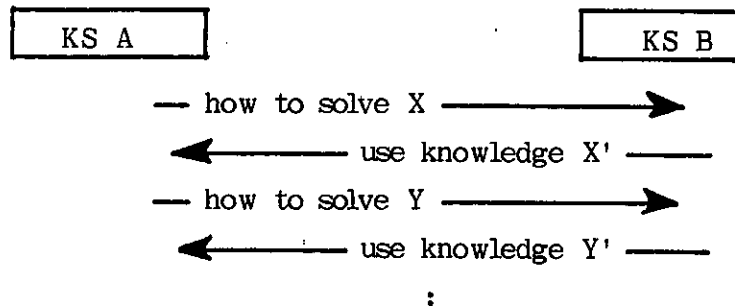 KS A KS B
how to solve X
use knowledge X'
how to solve Y
use knowledge Y'
: